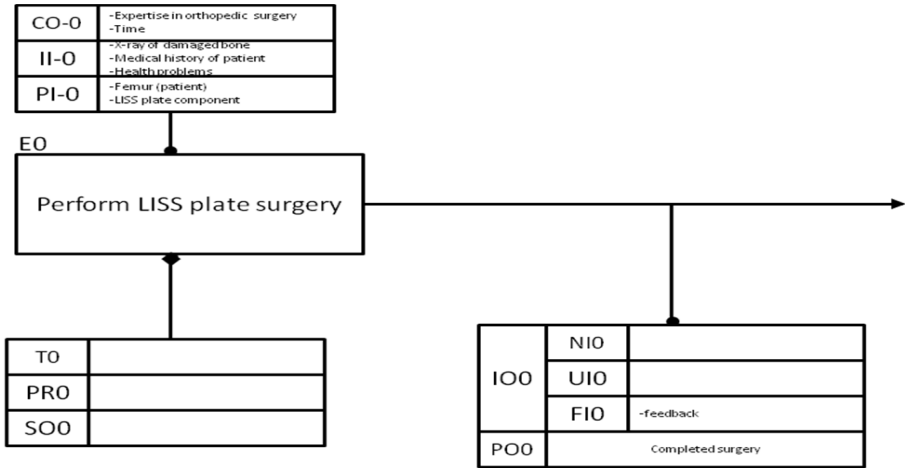 CO-0
-Expertise in orthopedic surgery
-Time
II-0
-X-ray of damaged bone
-Medical history of patient
-Health problems
PI-0
-Femur (patient)
-LISS plate component
E0
Perform LISS plate surgery
T0
PR0
SO0
IO0
NI0
UI0
FI0
-feedback
PO0
Completed surgery